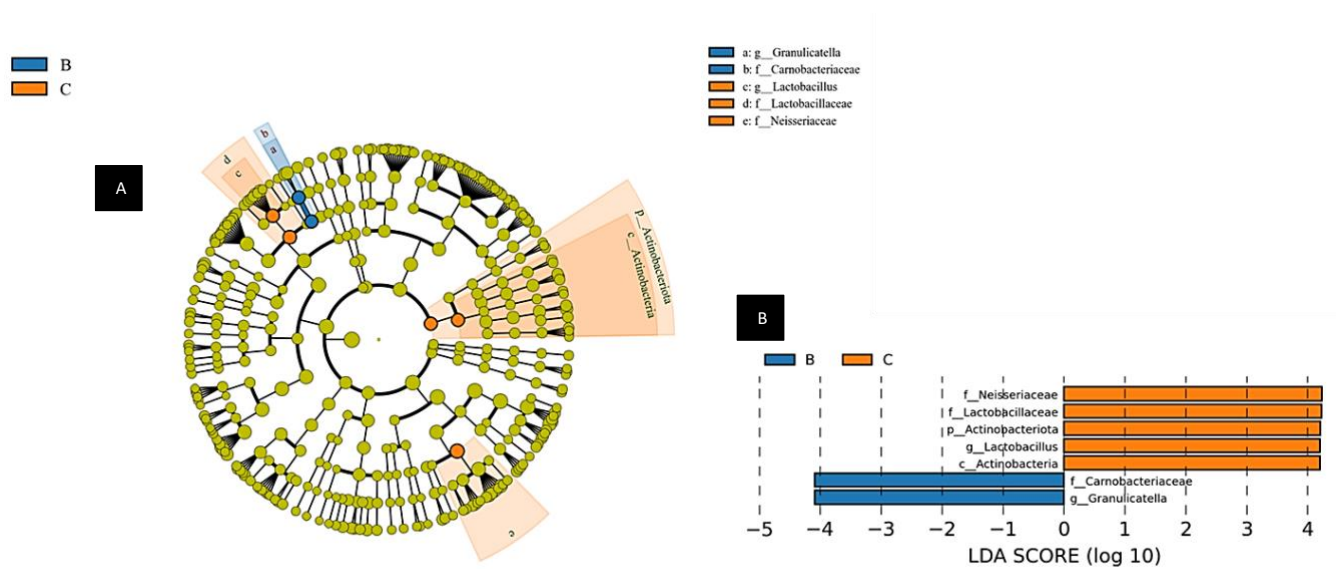 B
C
A
b
a
d
c
p__Actinobacteriota
c__Actinobacteria
e
a: g__Granulicatella
b: f__Carnobacteriaceae
c: g__Lactobacillus
d: f__Lactobacillaceae
e: f__Neisseriaceae
B
B C
f__Neisseriaceae
f__Lactobacillaceae
p__Actinobacteriota
g__Lactobacillus
c__Actinobacteria
f__Carnobacteriaceae
g__Granulicatella
−5 −4 −3 −2 −1 0 1 2 3 4
LDA SCORE (log 10)